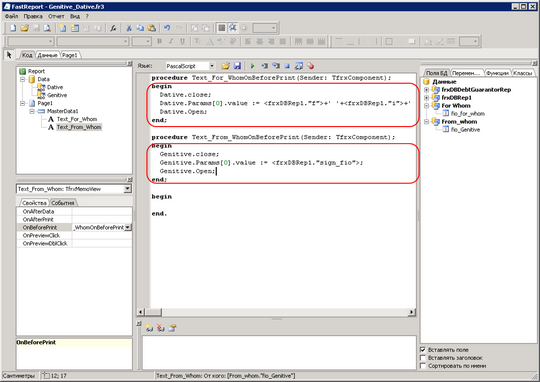 FastReport - Genitive_Dative.fr3
Файл Правка Отчет Вид ?
Код Данные Page1
Report
Data
Dative
Genitive
Page1
MasterData1
Text_For_Whom
Text_From_Whom
Text_From_Whom: TfrxMemoView
Свойства События
OnAfterData
OnAfterPrint
OnBeforePrint _WhomOnBeforePrint
OnPreviewClick
OnPreviewDblClick
OnBeforePrint
Язык: PascalScript
procedure Text_For_WhomOnBeforePrint(Sender: TfrxComponent);
begin
Dative.close;
Dative.Params[0].value := <frxDBRep1."f">+' '+<frxDBRep1."i">+'
Dative.Open;
end;
procedure Text_From_WhomOnBeforePrint(Sender: TfrxComponent);
begin
Genitive.close;
Genitive.Params[0].value := <frxDBRep1."sign_fio">;
Genitive.Open;
end;
begin
end.
Поля БД Перемен... Функции Классы
Данные
frxDBDebtGuarantorRep
frxDBRep1
For Whom
fio_for_whom
From_whom
fio_Genitive
Вставлять поле
Вставлять заголовок
Сортировать по имени
Сантиметры 12; 17 Text_From_Whom: От кого: [From_whom."fio_Genitive"]